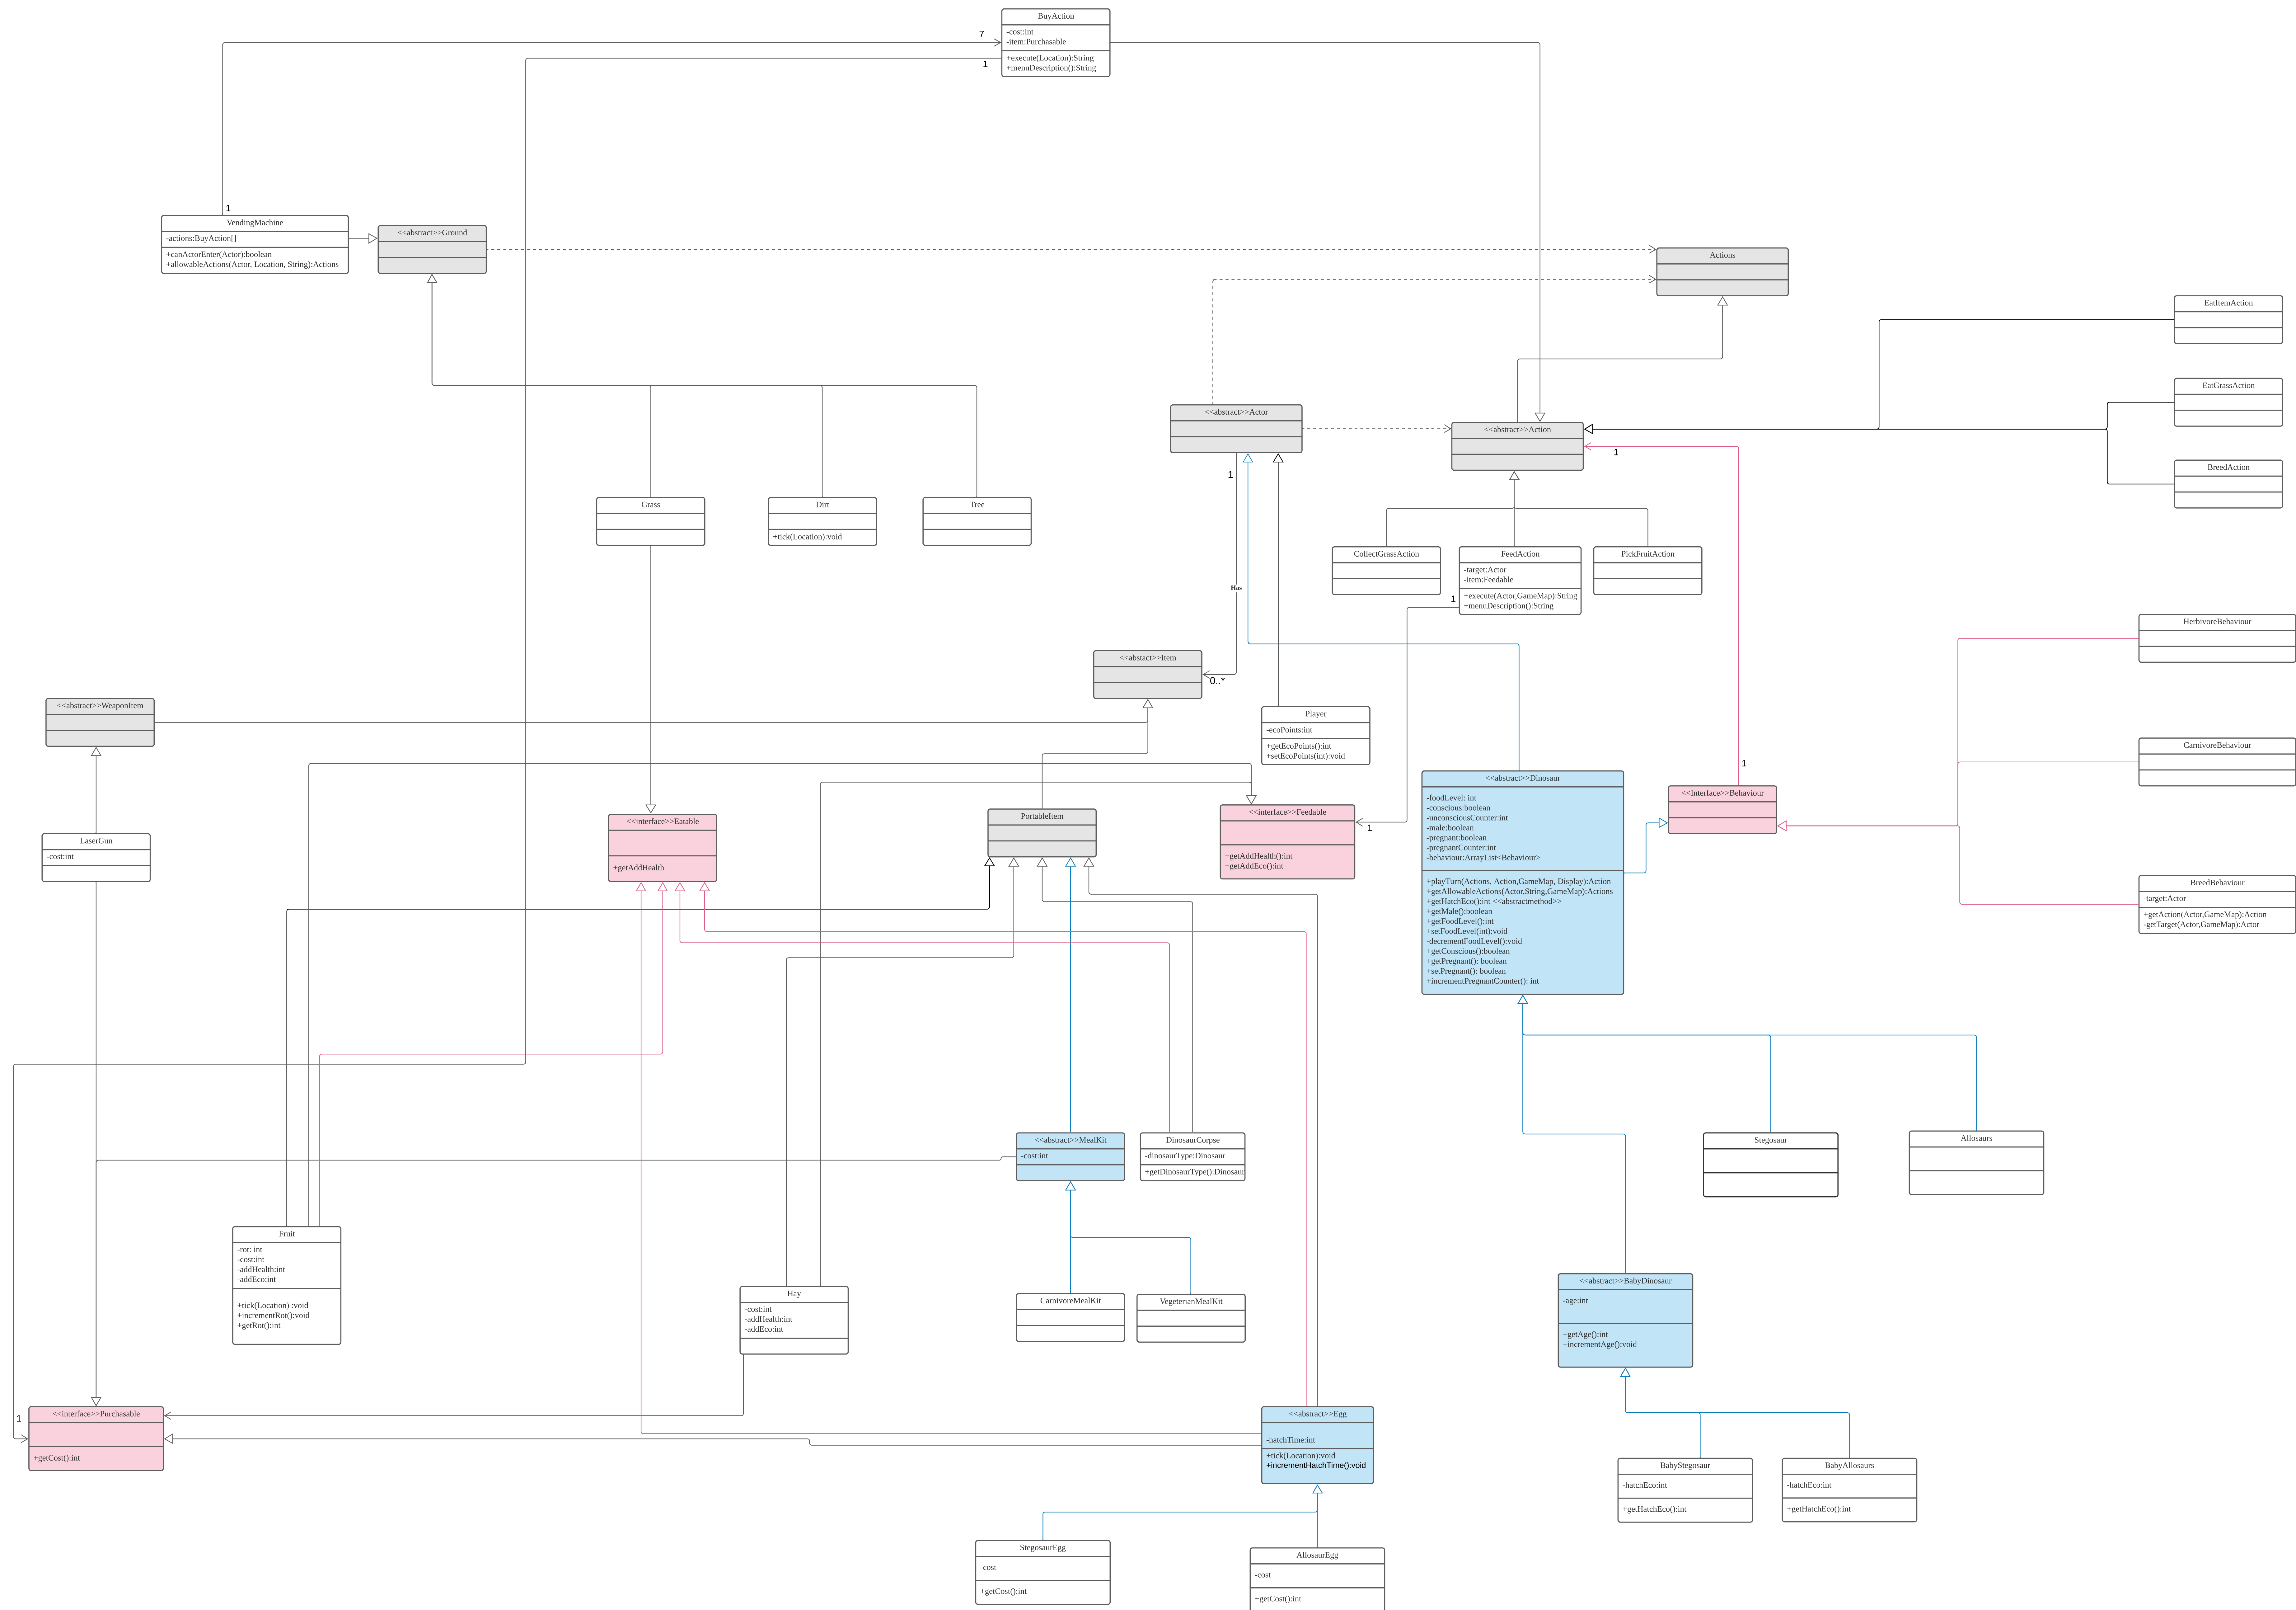 BuyAction
-cost:int
-item:Purchasable
+execute(Location):String
+menuDescription():String
7
1
1
VendingMachine
-actions:BuyAction[]
+canActorEnter(Actor):boolean
+allowableActions(Actor, Location, String):Actions
<<abstract>>Ground
Actions
EatItemAction
EatGrassAction
BreedAction
<<abstract>>Actor
<<abstract>>Action
1
1
Grass
Dirt
+tick(Location):void
Tree
CollectGrassAction
FeedAction
-target:Actor
-item:Feedable
+execute(Actor,GameMap):String
+menuDescription():String
PickFruitAction
Has
1
HerbivoreBehaviour
<<abstact>>Item
0..*
<<abstract>>WeaponItem
Player
-ecoPoints:int
+getEcoPoints():int
+setEcoPoints(int):void
CarnivoreBehaviour
1
<<abstract>>Dinosaur
-foodLevel: int
-conscious:boolean
-unconsciousCounter:int
-male:boolean
-pregnant:boolean
-pregnantCounter:int
-behaviour:ArrayList<Behaviour>
+playTurn(Actions, Action,GameMap, Display):Action
+getAllowableActions(Actor,String,GameMap):Actions
+getHatchEco():int <<abstractmethod>>
+getMale():boolean
+getFoodLevel():int
+setFoodLevel(int):void
-decrementFoodLevel():void
+getConscious():boolean
+getPregnant(): boolean
+setPregnant(): boolean
+incrementPregnantCounter(): int
<<Interface>>Behaviour
<<interface>>Eatable
+getAddHealth
PortableItem
<<interface>>Feedable
+getAddHealth():int
+getAddEco():int
1
LaserGun
-cost:int
BreedBehaviour
-target:Actor
+getAction(Actor,GameMap):Action
-getTarget(Actor,GameMap):Actor
<<abstract>>MealKit
-cost:int
DinosaurCorpse
-dinosaurType:Dinosaur
+getDinosaurType():Dinosaur
Stegosaur
Allosaurs
Fruit
-rot: int
-cost:int
-addHealth:int
-addEco:int
+tick(Location) :void
+incrementRot():void
+getRot():int
Hay
-cost:int
-addHealth:int
-addEco:int
CarnivoreMealKit
VegeterianMealKit
<<abstract>>BabyDinosaur
-age:int
+getAge():int
+incrementAge():void
1
<<interface>>Purchasable
+getCost():int
<<abstract>>Egg
-hatchTime:int
+tick(Location):void
+incrementHatchTime():void
BabyStegosaur
-hatchEco:int
+getHatchEco():int
BabyAllosaurs
-hatchEco:int
+getHatchEco():int
StegosaurEgg
-cost
+getCost():int
AllosaurEgg
-cost
+getCost():int